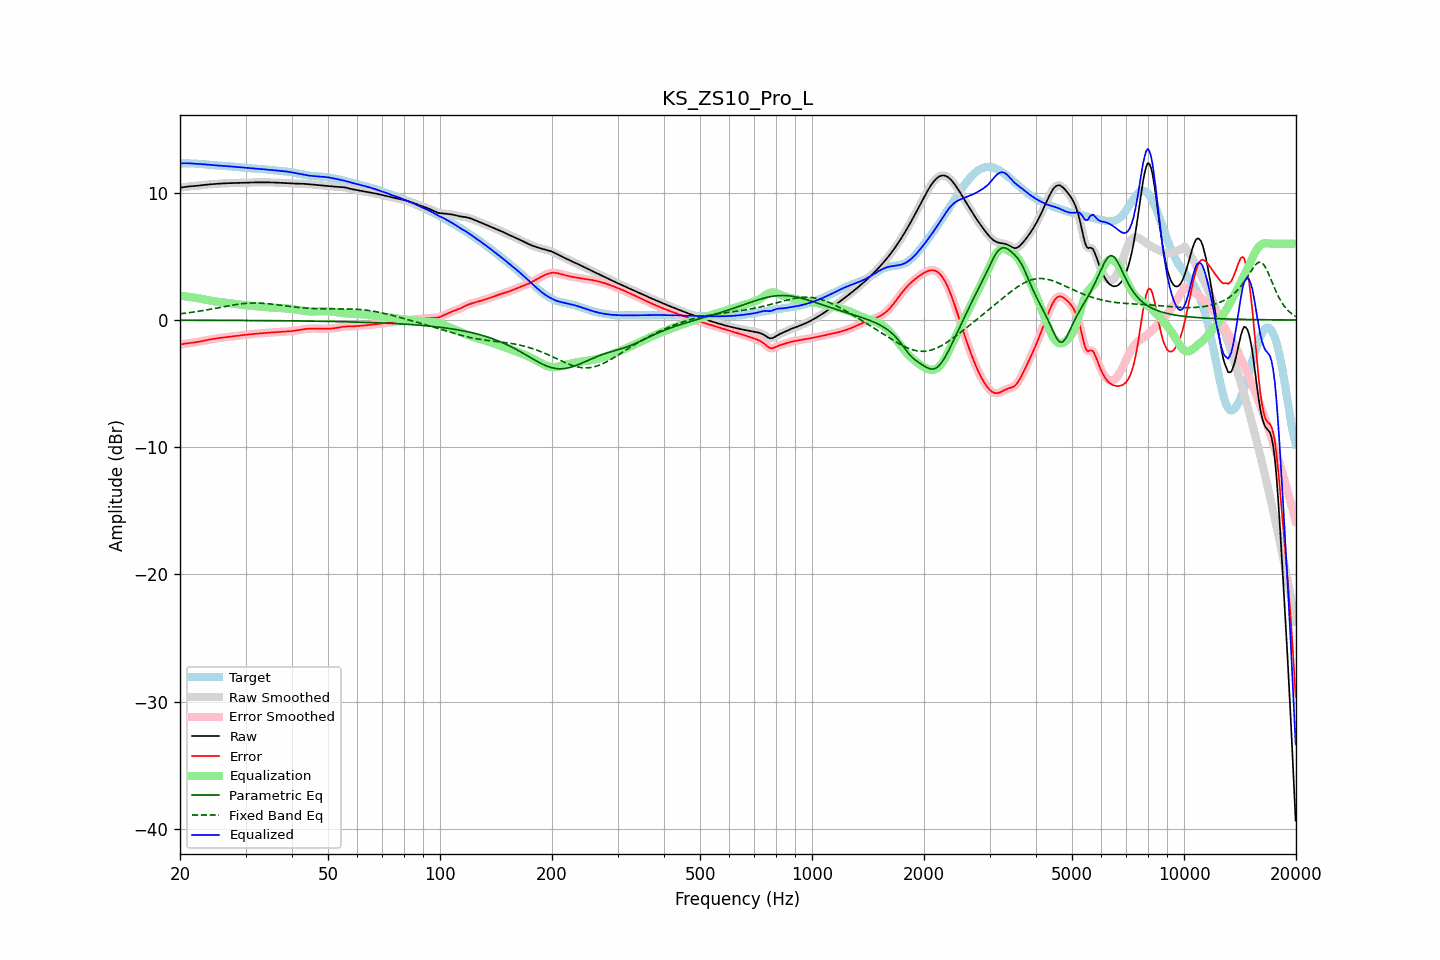 KS_ZS10_Pro_L
10
0
−10
−20
−30
−40
Amplitude (dBr)
Target
Raw Smoothed
Error Smoothed
Raw
Error
Equalization
Parametric Eq
Fixed Band Eq
Equalized
20 50 100 200 500 1000 2000 5000 10000 20000
Frequency (Hz)